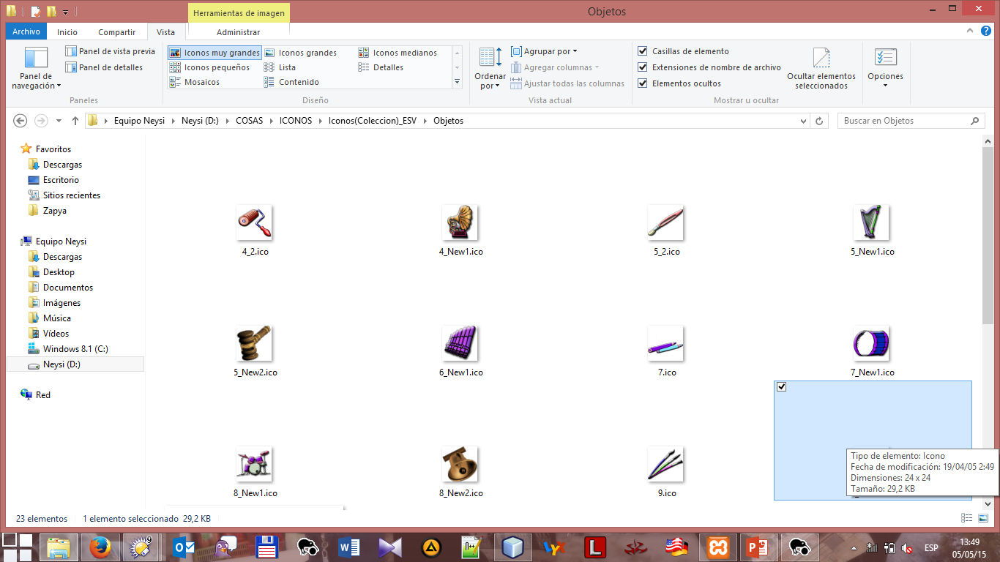 Herramientas de imagen
Objetos
Archivo
Inicio
Compartir
Vista
Administrar
Panel de navegación
Panel de vista previa
Panel de detalles
Paneles
Iconos muy grandes
Iconos grandes
Iconos medianos
Iconos pequeños
Lista
Detalles
Mosaicos
Contenido
Diseño
Ordenar por
Agrupar por
Agregar columnas
Ajustar todas las columnas
Vista actual
Casillas de elemento
Extensiones de nombre de archivo
Elementos ocultos
Ocultar elementos seleccionados
Mostrar u ocultar
Opciones
Equipo Neysi
Neysi (D:)
COSAS
ICONOS
Iconos(Coleccion)_ESV
Objetos
Buscar en Objetos
Favoritos
Descargas
Escritorio
Sitios recientes
Zapya
Equipo Neysi
Descargas
Desktop
Documentos
Imágenes
Música
Vídeos
Windows 8.1 (C:)
Neysi (D:)
Red
4_2.ico
4_New1.ico
5_2.ico
5_New1.ico
5_New2.ico
6_New1.ico
7.ico
7_New1.ico
8_New1.ico
8_New2.ico
9.ico
Tipo de elemento: Icono
Fecha de modificación: 19/04/05 2:49
Dimensiones: 24 x 24
Tamaño: 29,2 KB
23 elementos
1 elemento seleccionado 29,2 KB
ESP
13:49
05/05/15